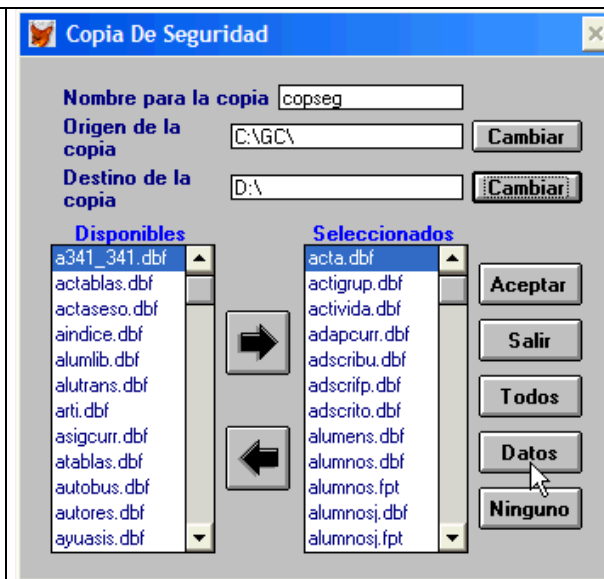 Copia De Seguridad
Nombre para la copia copseg
Origen de la copia C:\GC\ Cambiar
Destino de la copia D:\ Cambiar
Disponibles
a341_341.dbf
actablas.dbf
actaseso.dbf
aindice.dbf
alumlib.dbf
alutrans.dbf
arti.dbf
asigcurr.dbf
atablas.dbf
autobus.dbf
autores.dbf
ayuasis.dbf
Seleccionados
acta.dbf
actigrup.dbf
activida.dbf
adapcurr.dbf
adscribu.dbf
adscrifp.dbf
adscrito.dbf
alumens.dbf
alumnos.dbf
alumnos.fpt
alumnosj.dbf
alumnosj.fpt
Aceptar
Salir
Todos
Datos
Ninguno